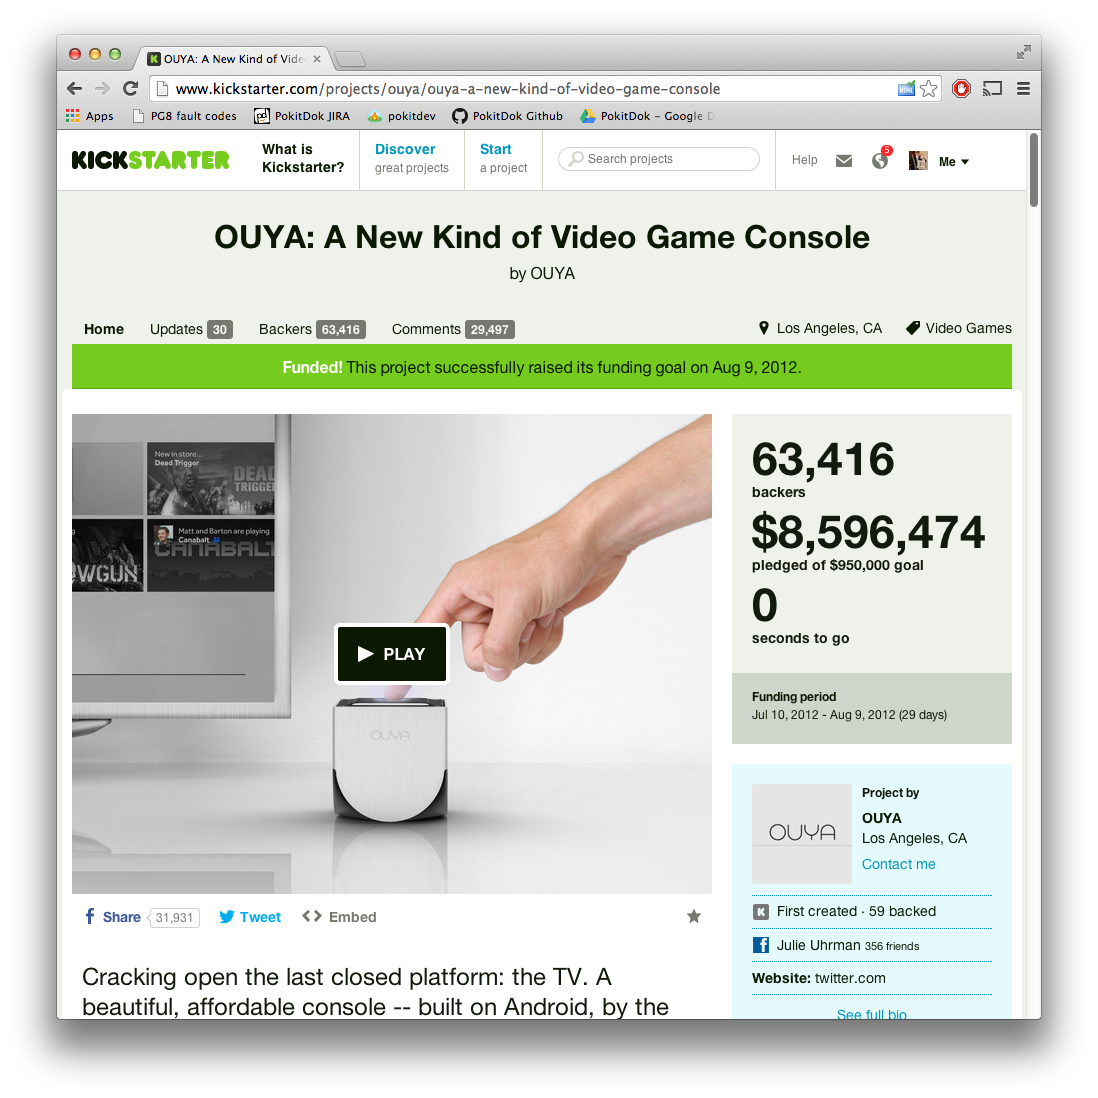 OUYA: A New Kind of Vide
www.kickstarter.com/projects/ouya/ouya-a-new-kind-of-video-game-console
HTML
Apps
PG8 fault codes
pd
PokitDok JIRA
pokitdev
PokitDok Github
PokitDok – Google D
KICKSTARTER
What is
Kickstarter?
Discover
great projects
Start
a project
Search projects
Help
5
Me
OUYA: A New Kind of Video Game Console
by OUYA
Home
Updates 30
Backers 63,416
Comments 29,497
Los Angeles, CA
Video Games
Funded! This project successfully raised its funding goal on Aug 9, 2012.
New in store...
Dead Trigger
DEAD
TRIGGER
Matt and Barton are playing
Canabalt
CANABALT
WGUN
PLAY
OUYA
63,416
backers
$8,596,474
pledged of $950,000 goal
0
seconds to go
Funding period
Jul 10, 2012 - Aug 9, 2012 (29 days)
OUYA
Project by
OUYA
Los Angeles, CA
Contact me
K First created · 59 backed
Julie Uhrman 356 friends
Website: twitter.com
See full bio
Share 31,931
Tweet
Embed
Cracking open the last closed platform: the TV. A
beautiful, affordable console -- built on Android, by the